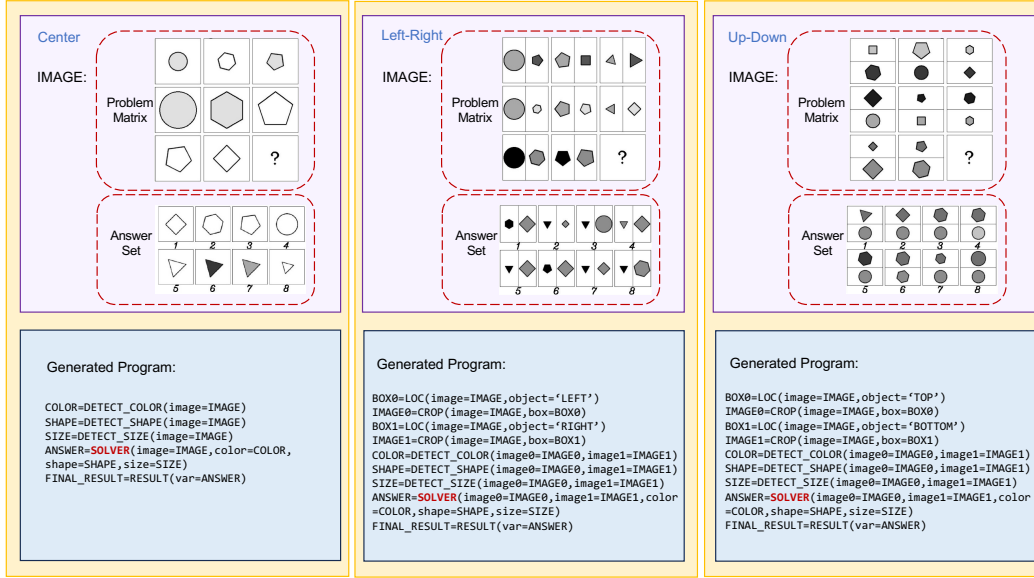 Center
IMAGE:
Problem
Matrix
?
Answer
Set
1 2 3 4
5 6 7 8
Generated Program:
COLOR=DETECT_COLOR(image=IMAGE)
SHAPE=DETECT_SHAPE(image=IMAGE)
SIZE=DETECT_SIZE(image=IMAGE)
ANSWER=SOLVER(image=IMAGE,color=COLOR,
shape=SHAPE,size=SIZE)
FINAL_RESULT=RESULT(var=ANSWER)
Left-Right
IMAGE:
Problem
Matrix
?
Answer
Set
1 2 3 4
5 6 7 8
Generated Program:
BOX0=LOC(image=IMAGE,object=‘LEFT’)
IMAGE0=CROP(image=IMAGE,box=BOX0)
BOX1=LOC(image=IMAGE,object=‘RIGHT’)
IMAGE1=CROP(image=IMAGE,box=BOX1)
COLOR=DETECT_COLOR(image0=IMAGE0,image1=IMAGE1)
SHAPE=DETECT_SHAPE(image0=IMAGE0,image1=IMAGE1)
SIZE=DETECT_SIZE(image0=IMAGE0,image1=IMAGE1)
ANSWER=SOLVER(image0=IMAGE0,image1=IMAGE1,color
=COLOR,shape=SHAPE,size=SIZE)
FINAL_RESULT=RESULT(var=ANSWER)
Up-Down
IMAGE:
Problem
Matrix
?
Answer
Set
1 2 3 4
5 6 7 8
Generated Program:
BOX0=LOC(image=IMAGE,object=‘TOP’)
IMAGE0=CROP(image=IMAGE,box=BOX0)
BOX1=LOC(image=IMAGE,object=‘BOTTOM’)
IMAGE1=CROP(image=IMAGE,box=BOX1)
COLOR=DETECT_COLOR(image0=IMAGE0,image1=IMAGE1)
SHAPE=DETECT_SHAPE(image0=IMAGE0,image1=IMAGE1)
SIZE=DETECT_SIZE(image0=IMAGE0,image1=IMAGE1)
ANSWER=SOLVER(image0=IMAGE0,image1=IMAGE1,color
=COLOR,shape=SHAPE,size=SIZE)
FINAL_RESULT=RESULT(var=ANSWER)